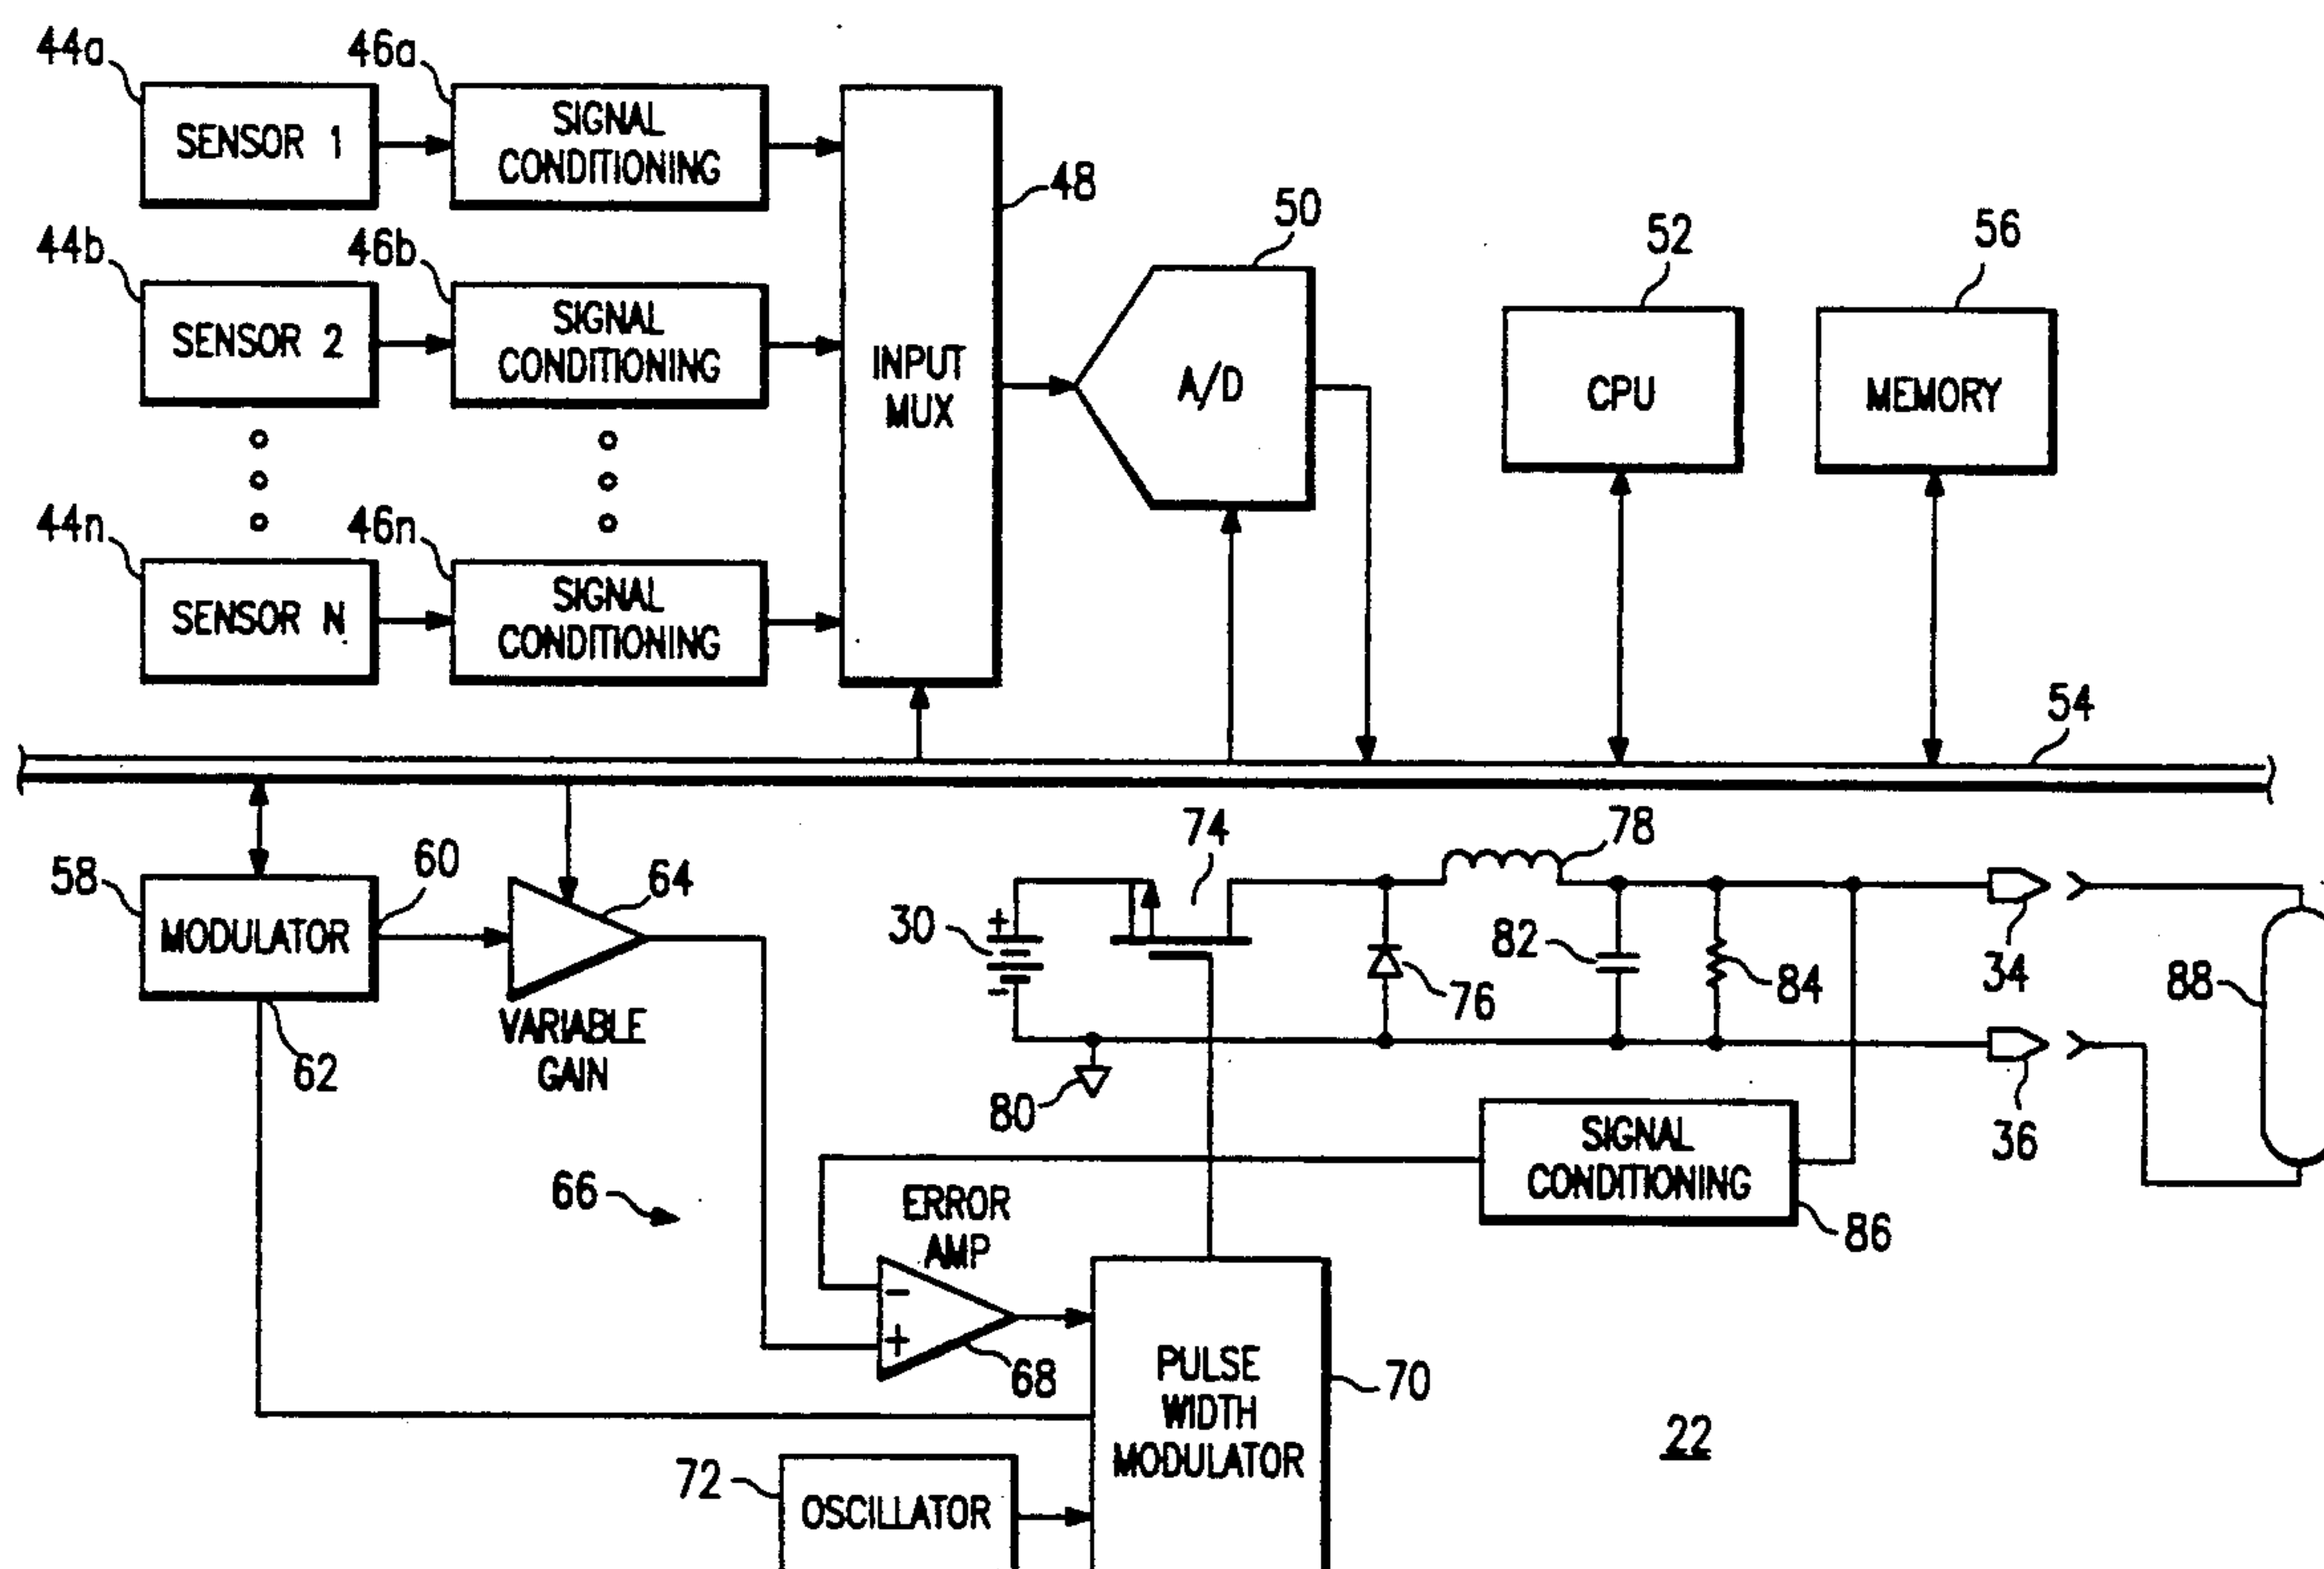 44a
46a
SENSOR 1
SIGNAL
CONDITIONING
48
50
44b
46b
52
56
SENSOR 2
SIGNAL
CONDITIONING
INPUT
MUX
A/D
CPU
MEMORY
44n
46n
SENSOR N
SIGNAL
CONDITIONING
54
58
MODULATOR
60
62
64
VARIABLE
GAIN
74
78
30
+
-
76
82
84
34
88
80
36
SIGNAL
CONDITIONING
86
66
ERROR
AMP
-
+
68
PULSE
WIDTH
MODULATOR
70
22
72
OSCILLATOR